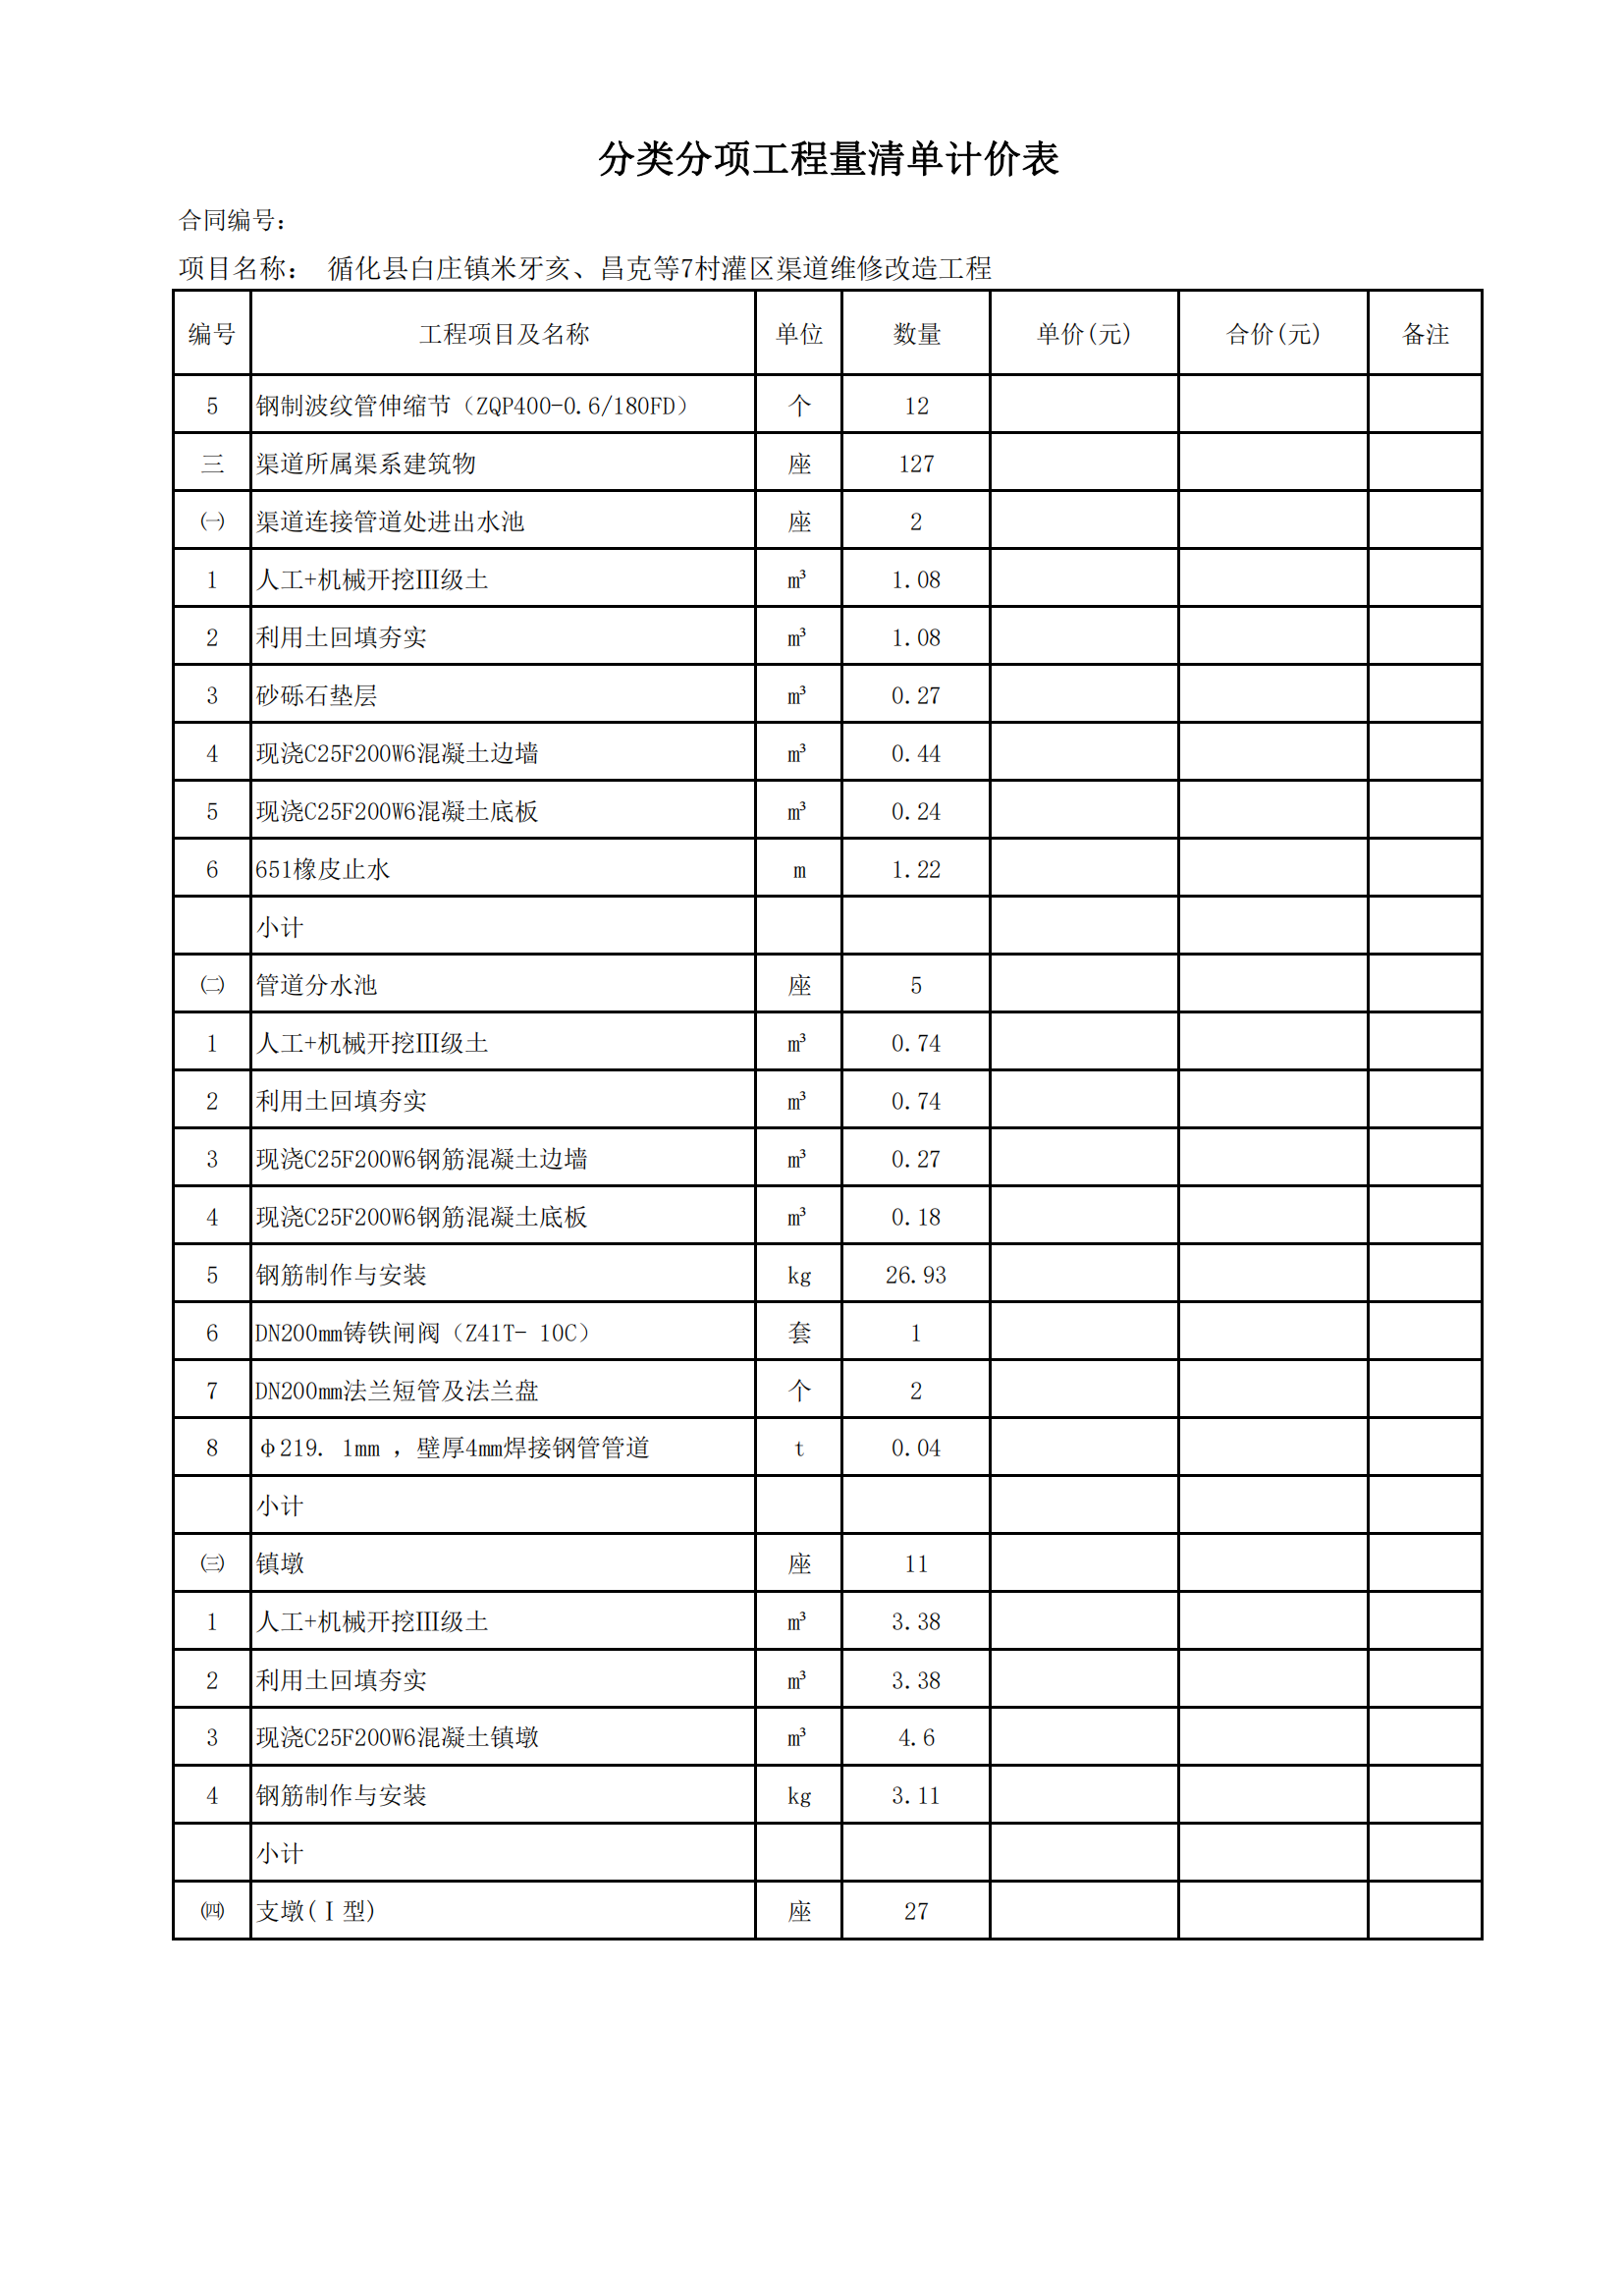 分类分项工程量清单计价表
合同编号：
项目名称： 循化县白庄镇米牙亥、昌克等7村灌区渠道维修改造工程
编号 工程项目及名称 单位 数量 单价(元) 合价(元) 备注
5 钢制波纹管伸缩节（ZQP400-0.6/180FD） 个 12
三 渠道所属渠系建筑物 座 127
㈠ 渠道连接管道处进出水池 座 2
1 人工+机械开挖Ⅲ级土 m³ 1.08
2 利用土回填夯实 m³ 1.08
3 砂砾石垫层 m³ 0.27
4 现浇C25F200W6混凝土边墙 m³ 0.44
5 现浇C25F200W6混凝土底板 m³ 0.24
6 651橡皮止水 m 1.22
小计
㈡ 管道分水池 座 5
1 人工+机械开挖Ⅲ级土 m³ 0.74
2 利用土回填夯实 m³ 0.74
3 现浇C25F200W6钢筋混凝土边墙 m³ 0.27
4 现浇C25F200W6钢筋混凝土底板 m³ 0.18
5 钢筋制作与安装 kg 26.93
6 DN200mm铸铁闸阀（Z41T- 10C） 套 1
7 DN200mm法兰短管及法兰盘 个 2
8 φ219. 1mm ，壁厚4mm焊接钢管管道 t 0.04
小计
㈢ 镇墩 座 11
1 人工+机械开挖Ⅲ级土 m³ 3.38
2 利用土回填夯实 m³ 3.38
3 现浇C25F200W6混凝土镇墩 m³ 4.6
4 钢筋制作与安装 kg 3.11
小计
㈣ 支墩(Ⅰ型) 座 27